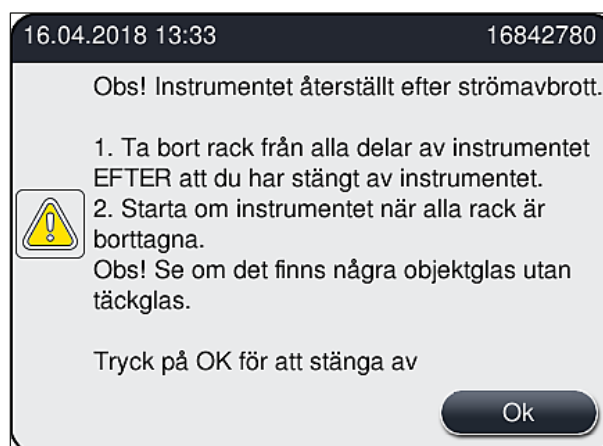 16.04.2018 13:33 16842780
Obs! Instrumentet återställt efter strömavbrott.
1. Ta bort rack från alla delar av instrumentet
EFTER att du har stängt av instrumentet.
2. Starta om instrumentet när alla rack är
borttagna.
Obs! Se om det finns några objektglas utan
täckglas.
Tryck på OK för att stänga av
Ok